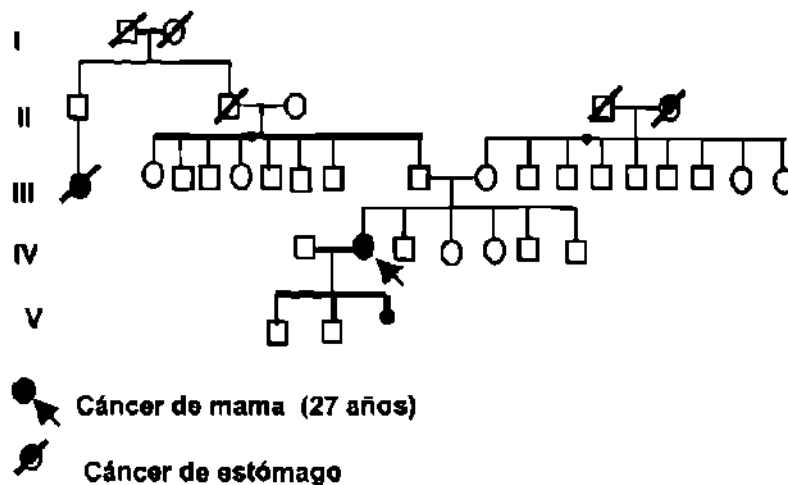 I
II
III
IV
V
Cáncer de mama (27 años)
Cáncer de estómago